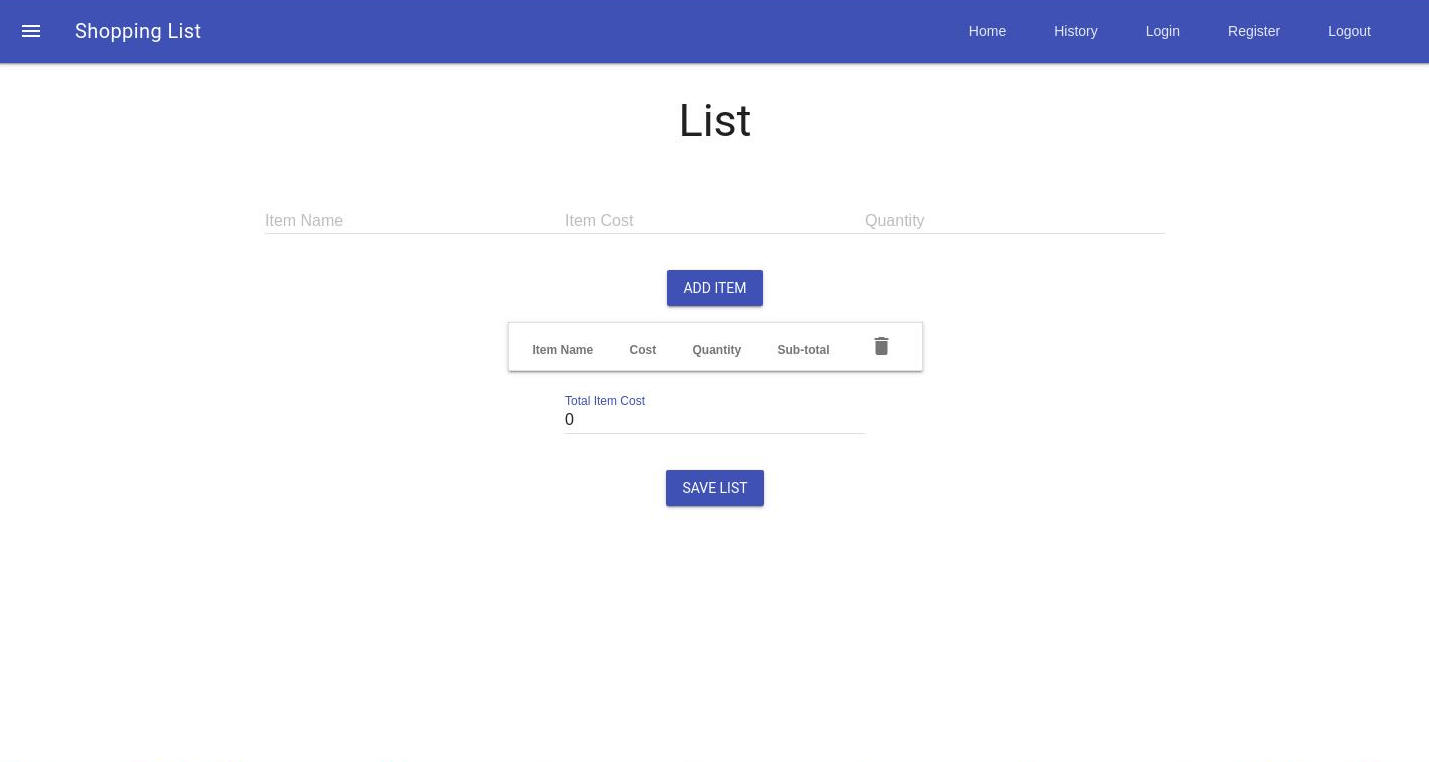 Shopping List Home History Login Register Logout
List
Item Name Item Cost Quantity
ADD ITEM
Item Name Cost Quantity Sub-total
Total Item Cost
0
SAVE LIST